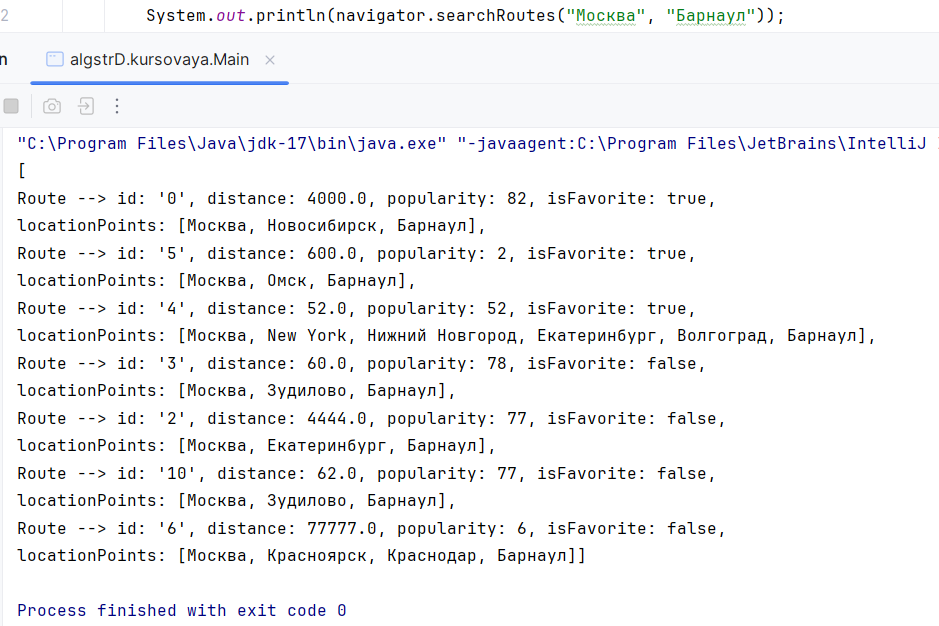 2 System.out.println(navigator.searchRoutes("Москва", "Барнаул"));
n algstrD.kursovaya.Main ×
"C:\Program Files\Java\jdk-17\bin\java.exe" "-javaagent:C:\Program Files\JetBrains\IntelliJ
[
Route --> id: '0', distance: 4000.0, popularity: 82, isFavorite: true,
locationPoints: [Москва, Новосибирск, Барнаул],
Route --> id: '5', distance: 600.0, popularity: 2, isFavorite: true,
locationPoints: [Москва, Омск, Барнаул],
Route --> id: '4', distance: 52.0, popularity: 52, isFavorite: true,
locationPoints: [Москва, New York, Нижний Новгород, Екатеринбург, Волгоград, Барнаул],
Route --> id: '3', distance: 60.0, popularity: 78, isFavorite: false,
locationPoints: [Москва, Зудилово, Барнаул],
Route --> id: '2', distance: 4444.0, popularity: 77, isFavorite: false,
locationPoints: [Москва, Екатеринбург, Барнаул],
Route --> id: '10', distance: 62.0, popularity: 77, isFavorite: false,
locationPoints: [Москва, Зудилово, Барнаул],
Route --> id: '6', distance: 77777.0, popularity: 6, isFavorite: false,
locationPoints: [Москва, Красноярск, Краснодар, Барнаул]]
Process finished with exit code 0